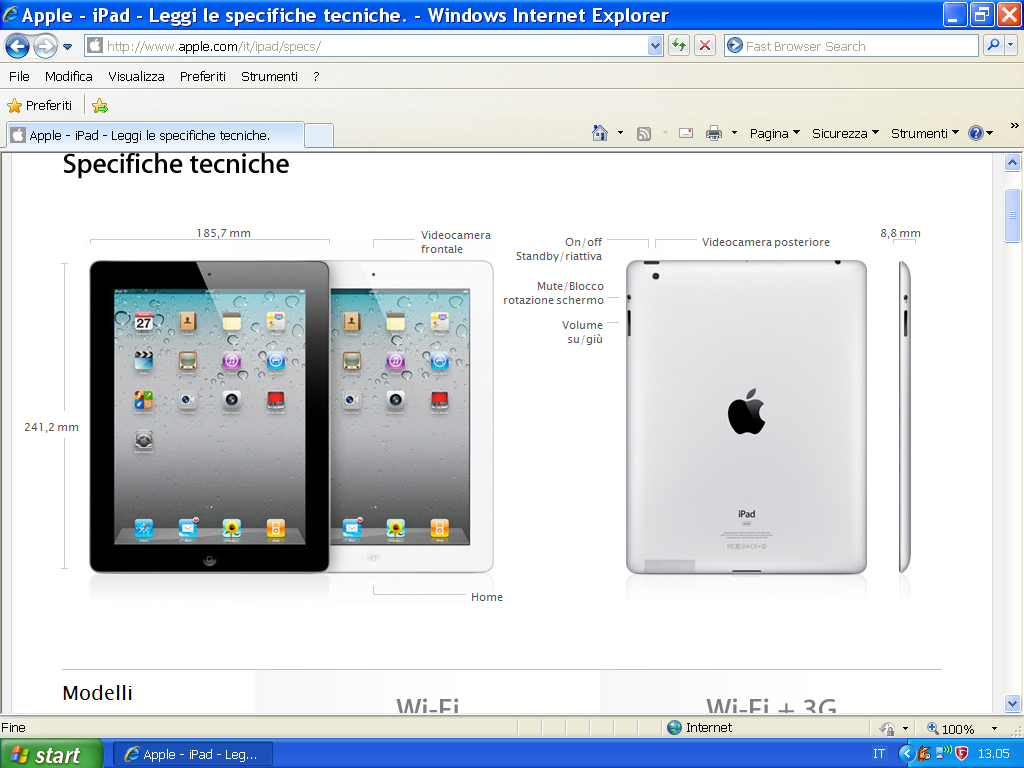 Apple - iPad - Leggi le specifiche tecniche. - Windows Internet Explorer
http://www.apple.com/it/ipad/specs/
Fast Browser Search
File Modifica Visualizza Preferiti Strumenti ?
Preferiti
Apple - iPad - Leggi le specifiche tecniche.
Pagina Sicurezza Strumenti
Specifiche tecniche
185,7 mm
Videocamera
frontale
On/off
Standby/riattiva
Videocamera posteriore
8,8 mm
Mute/Blocco
rotazione schermo
Volume
su/giù
27
241,2 mm
iPad
Home
Modelli
Wi-Fi
Wi-Fi + 3G
Fine
Internet
100%
start
Apple - iPad - Leg...
IT
13.05